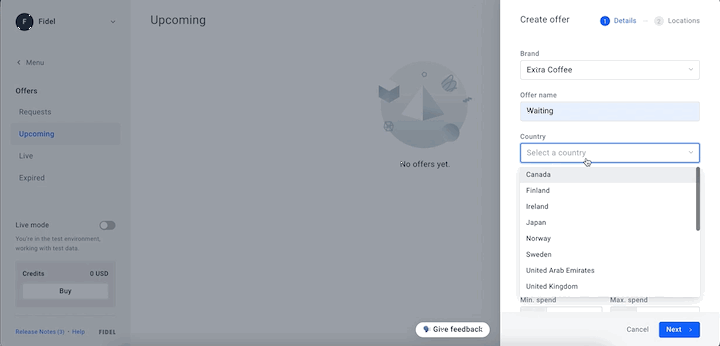 F Fidel
Menu
Offers
Requests
Upcoming
Live
Expired
Live mode
You're in the test environment,
working with test data.
Credits 0 USD
Buy
Release Notes (3) • Help FIDEL
Upcoming
No offers yet.
Give feedback
Create offer
1 Details
2 Locations
Brand
Exira Coffee
Offer name
Waiting
Country
Select a country
Canada
Finland
Ireland
Japan
Norway
Sweden
United Arab Emirates
United Kingdom
Min. spend Max. spend
Cancel Next